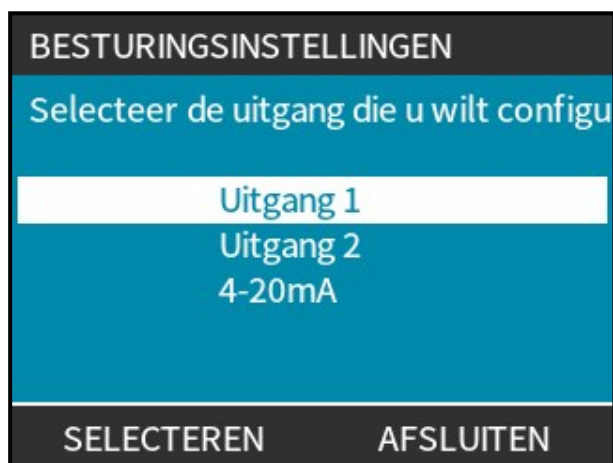 BESTURINGSINSTELLINGEN
Selecteer de uitgang die u wilt configu
Uitgang 1
Uitgang 2
4-20mA
SELECTEREN AFSLUITEN